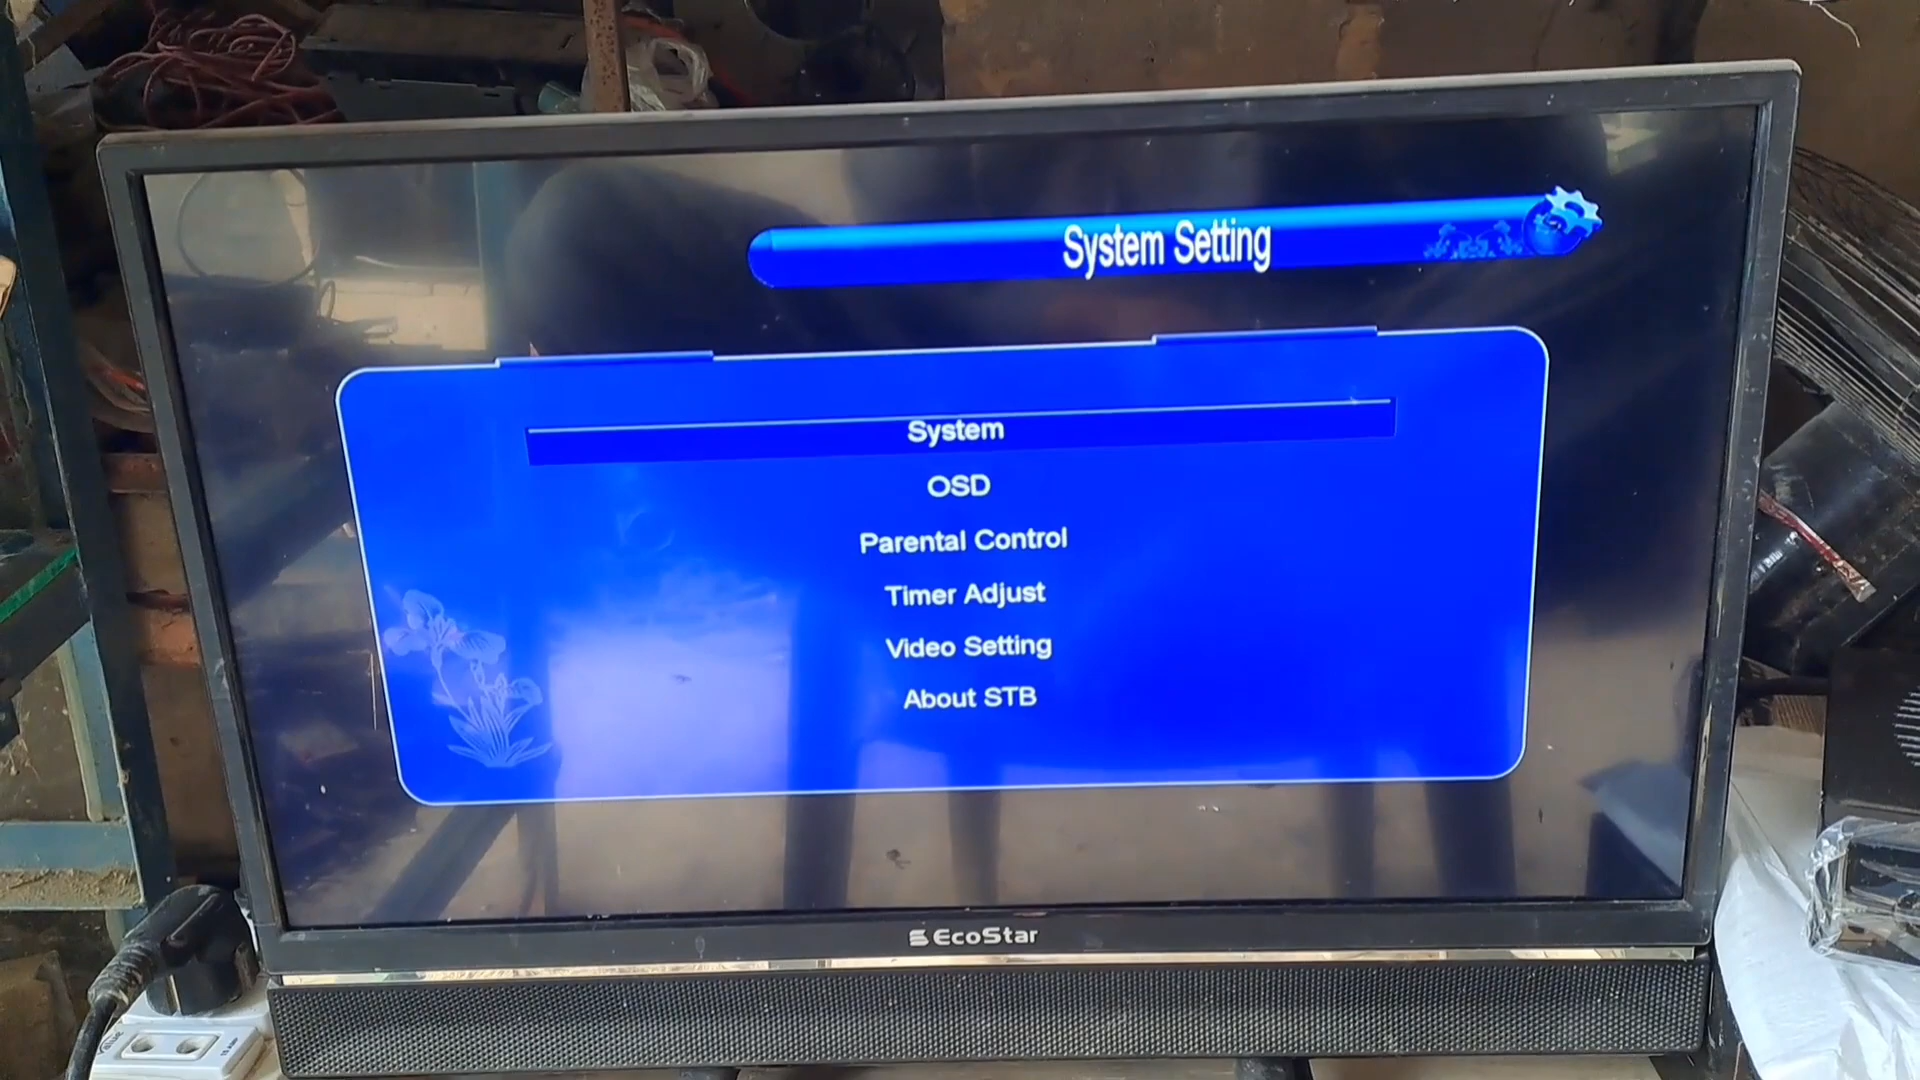 System Setting
System
OSD
Parental Control
Timer Adjust
Video Setting
About STB
EcoStar